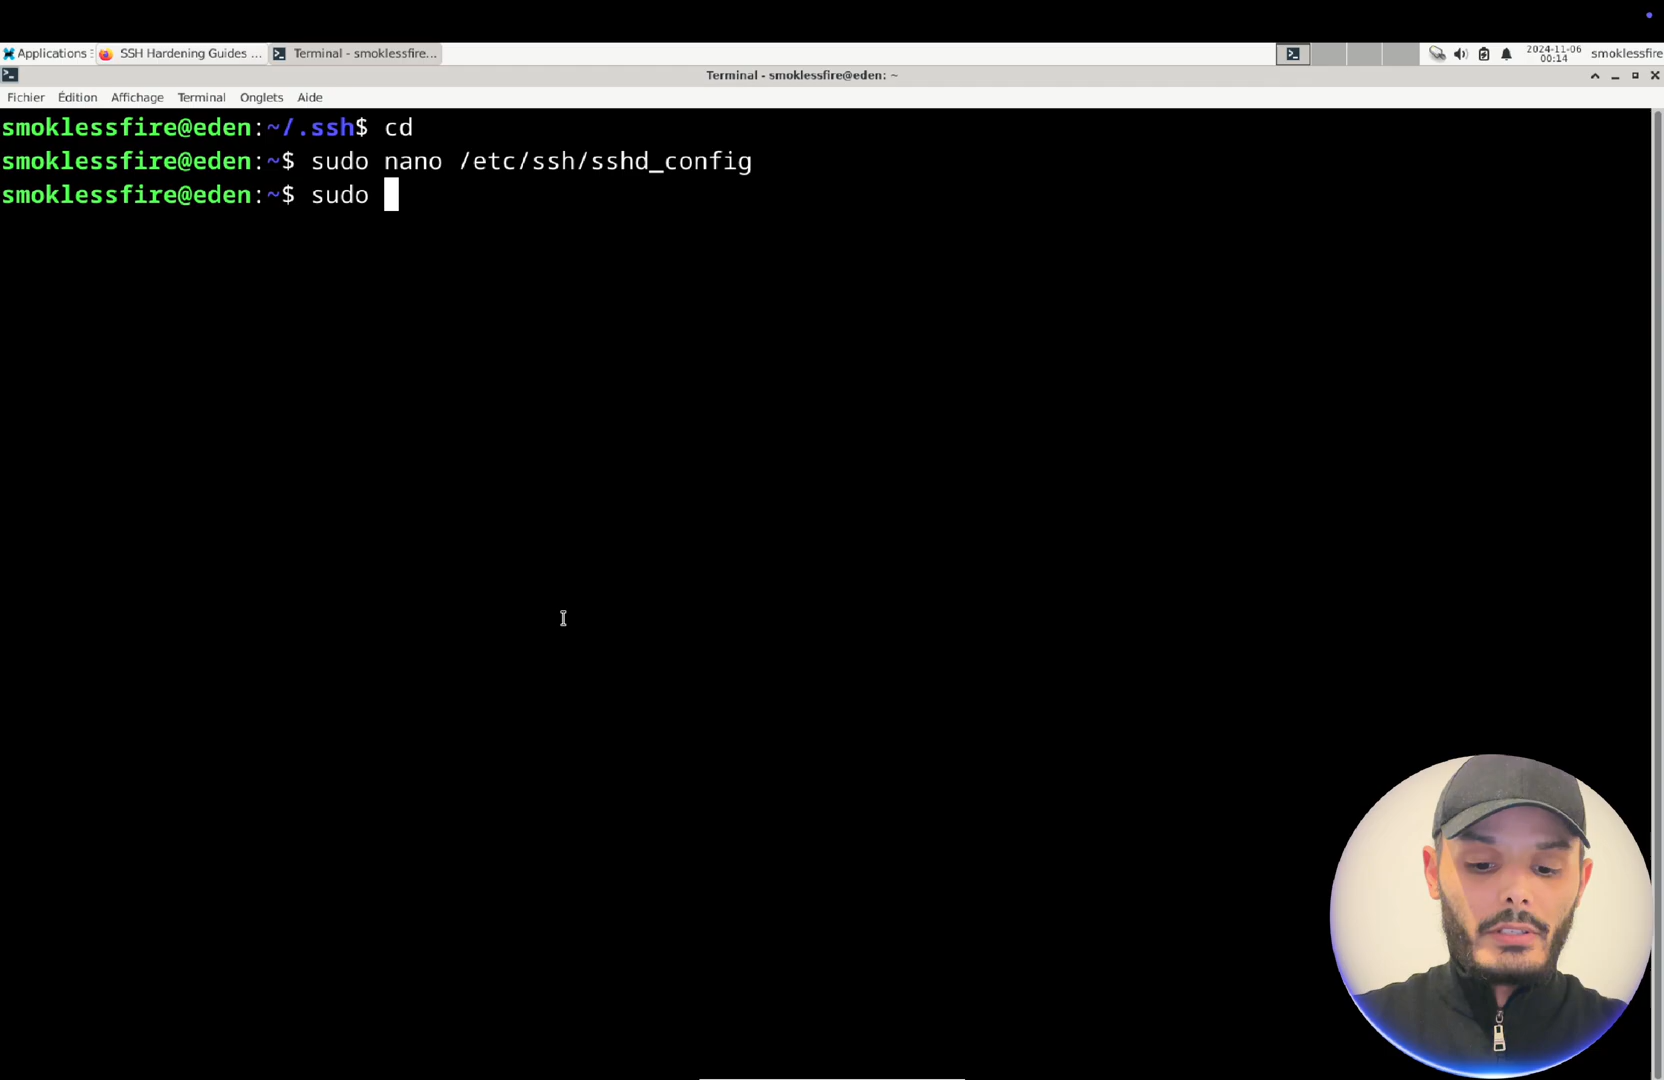 Applications
SSH Hardening Guides ...
Terminal - smoklessfire...
2024-11-06
00:14
smoklessfire
Terminal - smoklessfire@eden: ~
Fichier Édition Affichage Terminal Onglets Aide
smoklessfire@eden:~/.ssh$ cd
smoklessfire@eden:~$ sudo nano /etc/ssh/sshd_config
smoklessfire@eden:~$ sudo